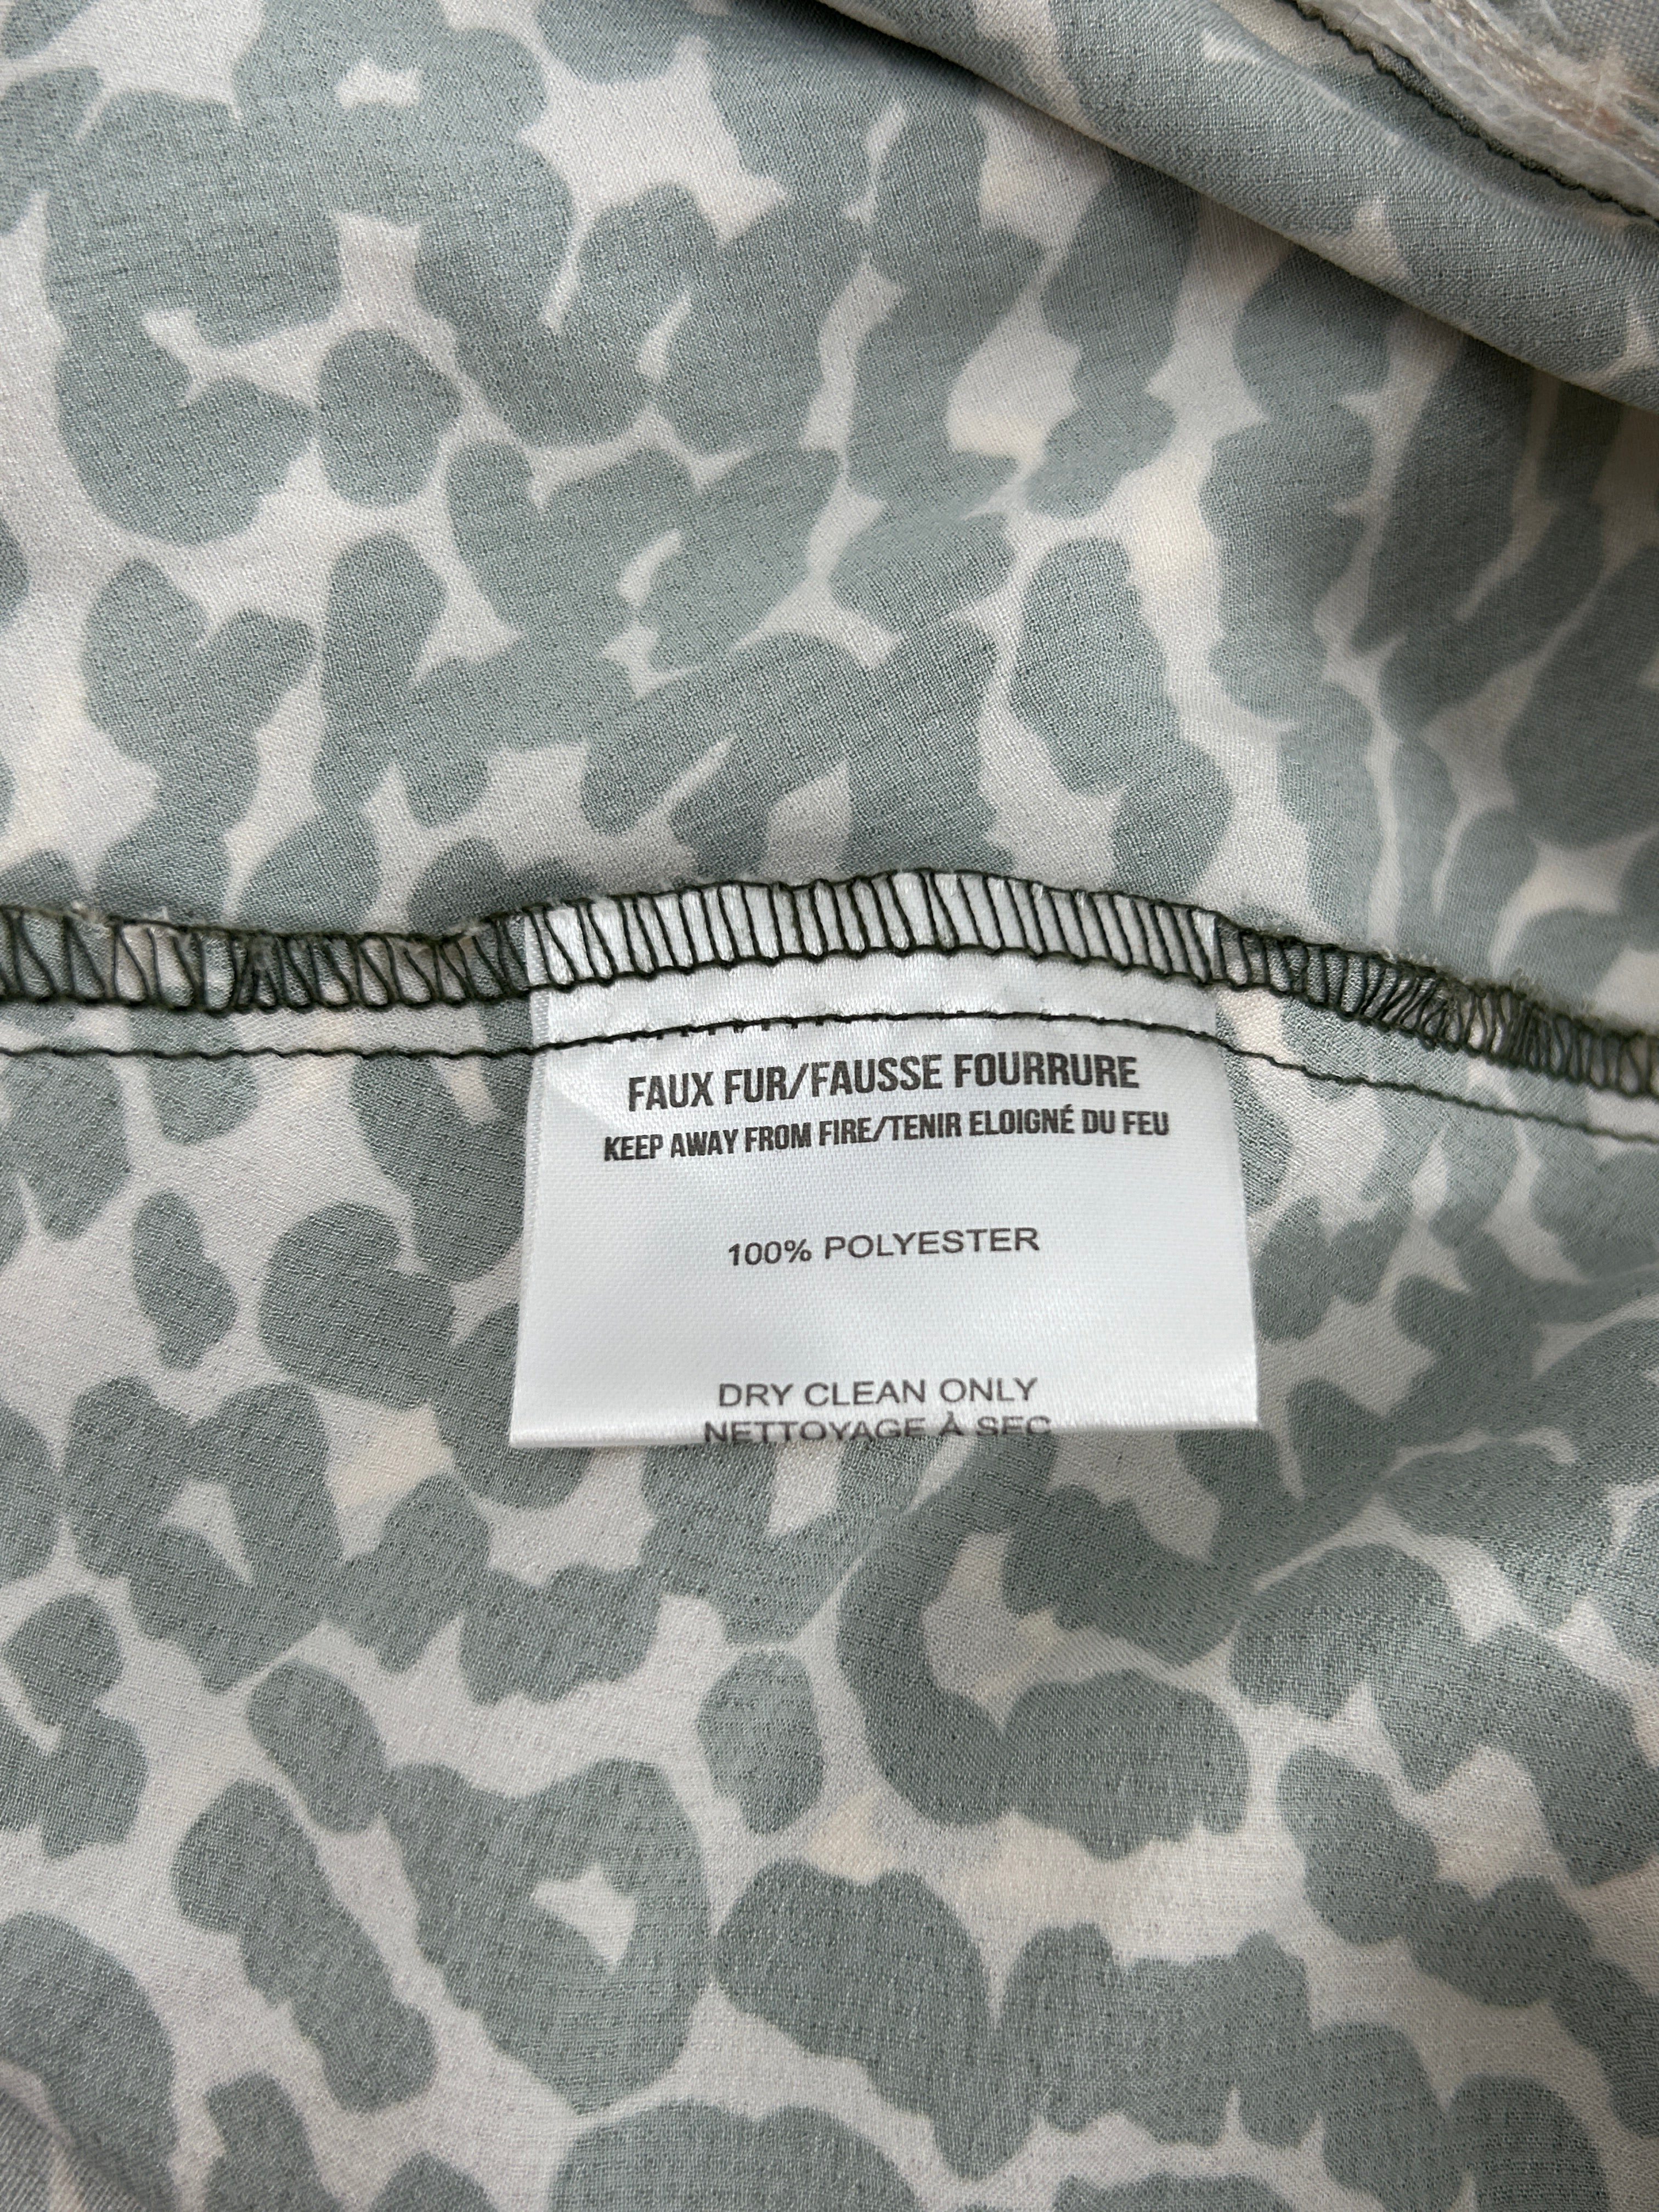 FAUX FUR/FAUSSE FOURRURE
KEEP AWAY FROM FIRE/TENIR ELOIGNÉ DU FEU
100% POLYESTER
DRY CLEAN ONLY
NETTOYAGE À SEC